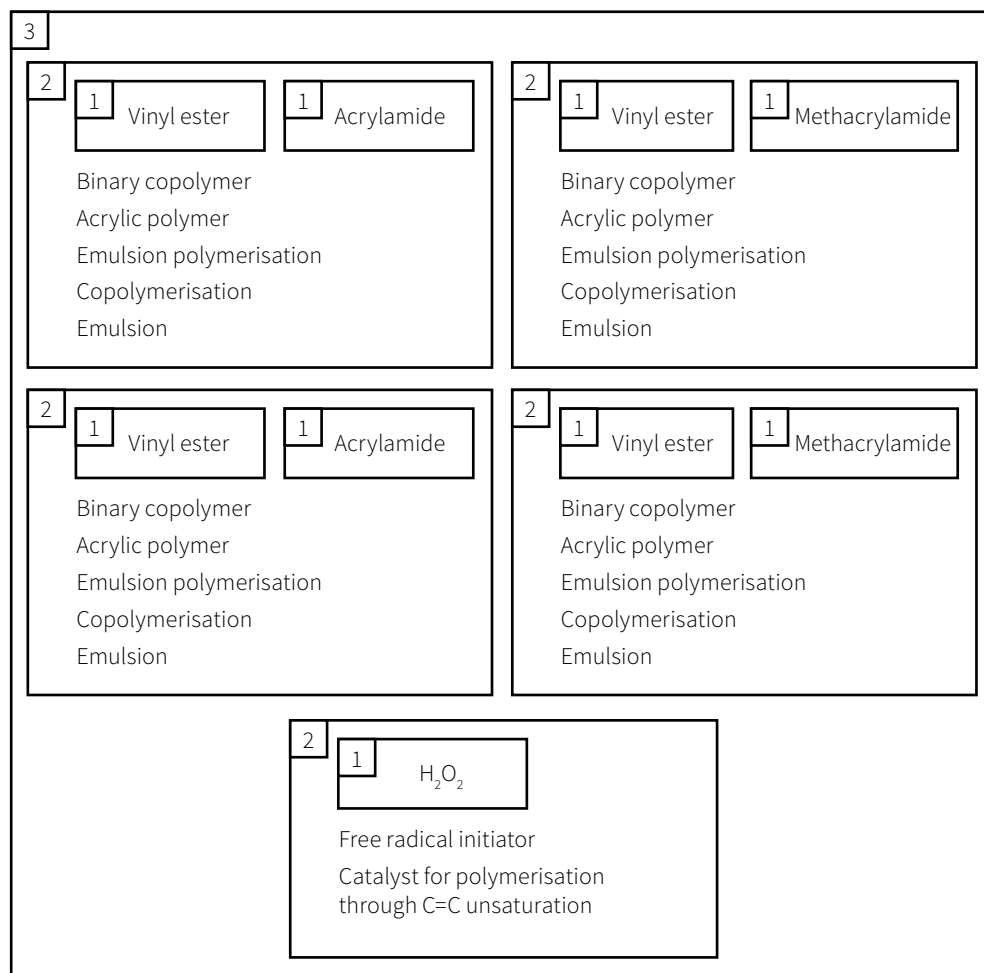 3
2
1 Vinyl ester
1 Acrylamide
Binary copolymer
Acrylic polymer
Emulsion polymerisation
Copolymerisation
Emulsion
2
1 Vinyl ester
1 Methacrylamide
Binary copolymer
Acrylic polymer
Emulsion polymerisation
Copolymerisation
Emulsion
2
1 Vinyl ester
1 Acrylamide
Binary copolymer
Acrylic polymer
Emulsion polymerisation
Copolymerisation
Emulsion
2
1 Vinyl ester
1 Methacrylamide
Binary copolymer
Acrylic polymer
Emulsion polymerisation
Copolymerisation
Emulsion
2
1 H₂O₂
Free radical initiator
Catalyst for polymerisation
through C=C unsaturation